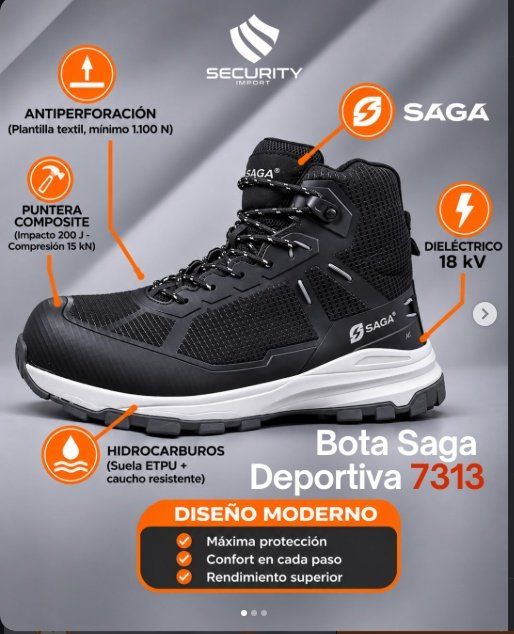 SECURITY
IMPORT
ANTIPERFORACIÓN
(Plantilla textil, mínimo 1.100 N)
SAGA
SAGA®
PUNTERA
COMPOSITE
(Impacto 200 J -
Compresión 15 kN)
DIELÉCTRICO
18 kV
SAGA®
HIDROCARBUROS
(Suela ETPU +
caucho resistente)
Bota Saga
Deportiva 7313
DISEÑO MODERNO
Máxima protección
Confort en cada paso
Rendimiento superior